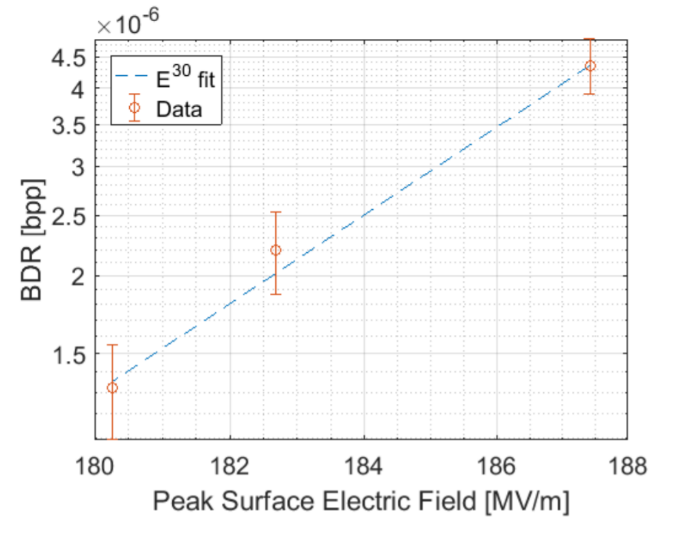 ×10⁻⁶
4.5
4
3.5
3
2.5
2
1.5
E³⁰ fit
Data
BDR [bpp]
180 182 184 186 188
Peak Surface Electric Field [MV/m]